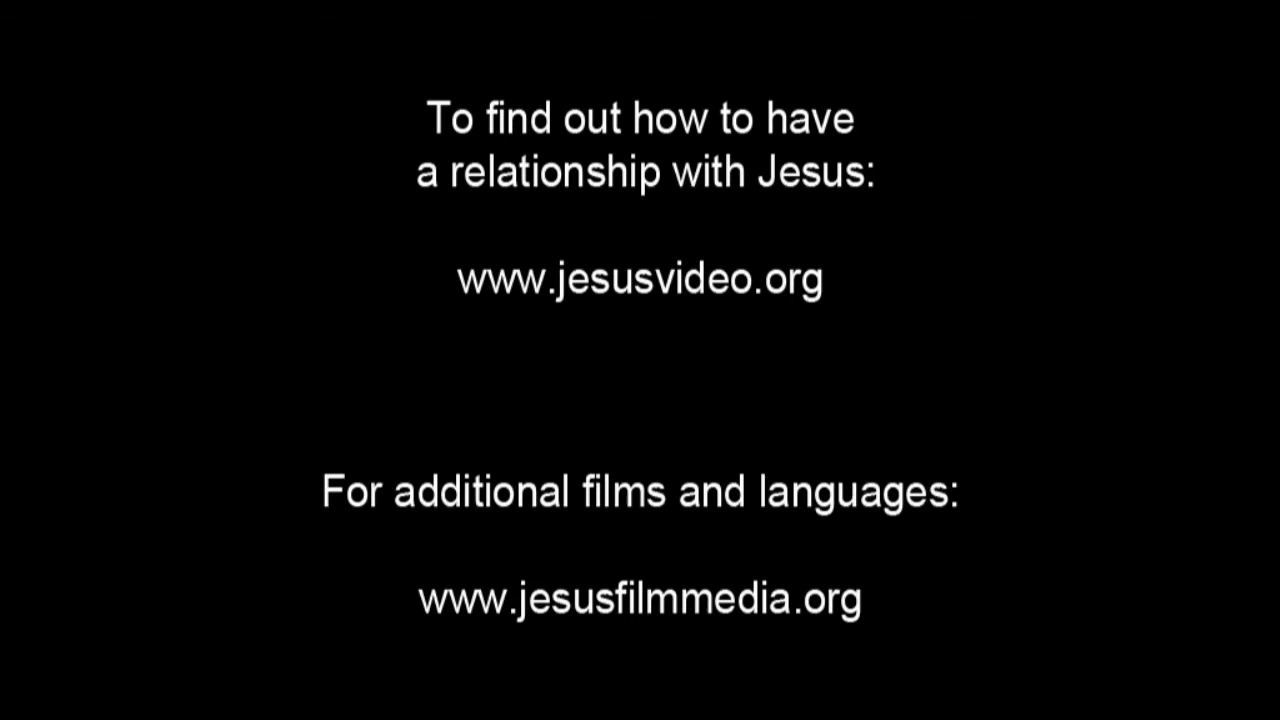 To find out how to have
a relationship with Jesus:
www.jesusvideo.org
For additional films and languages:
www.jesusfilmmedia.org